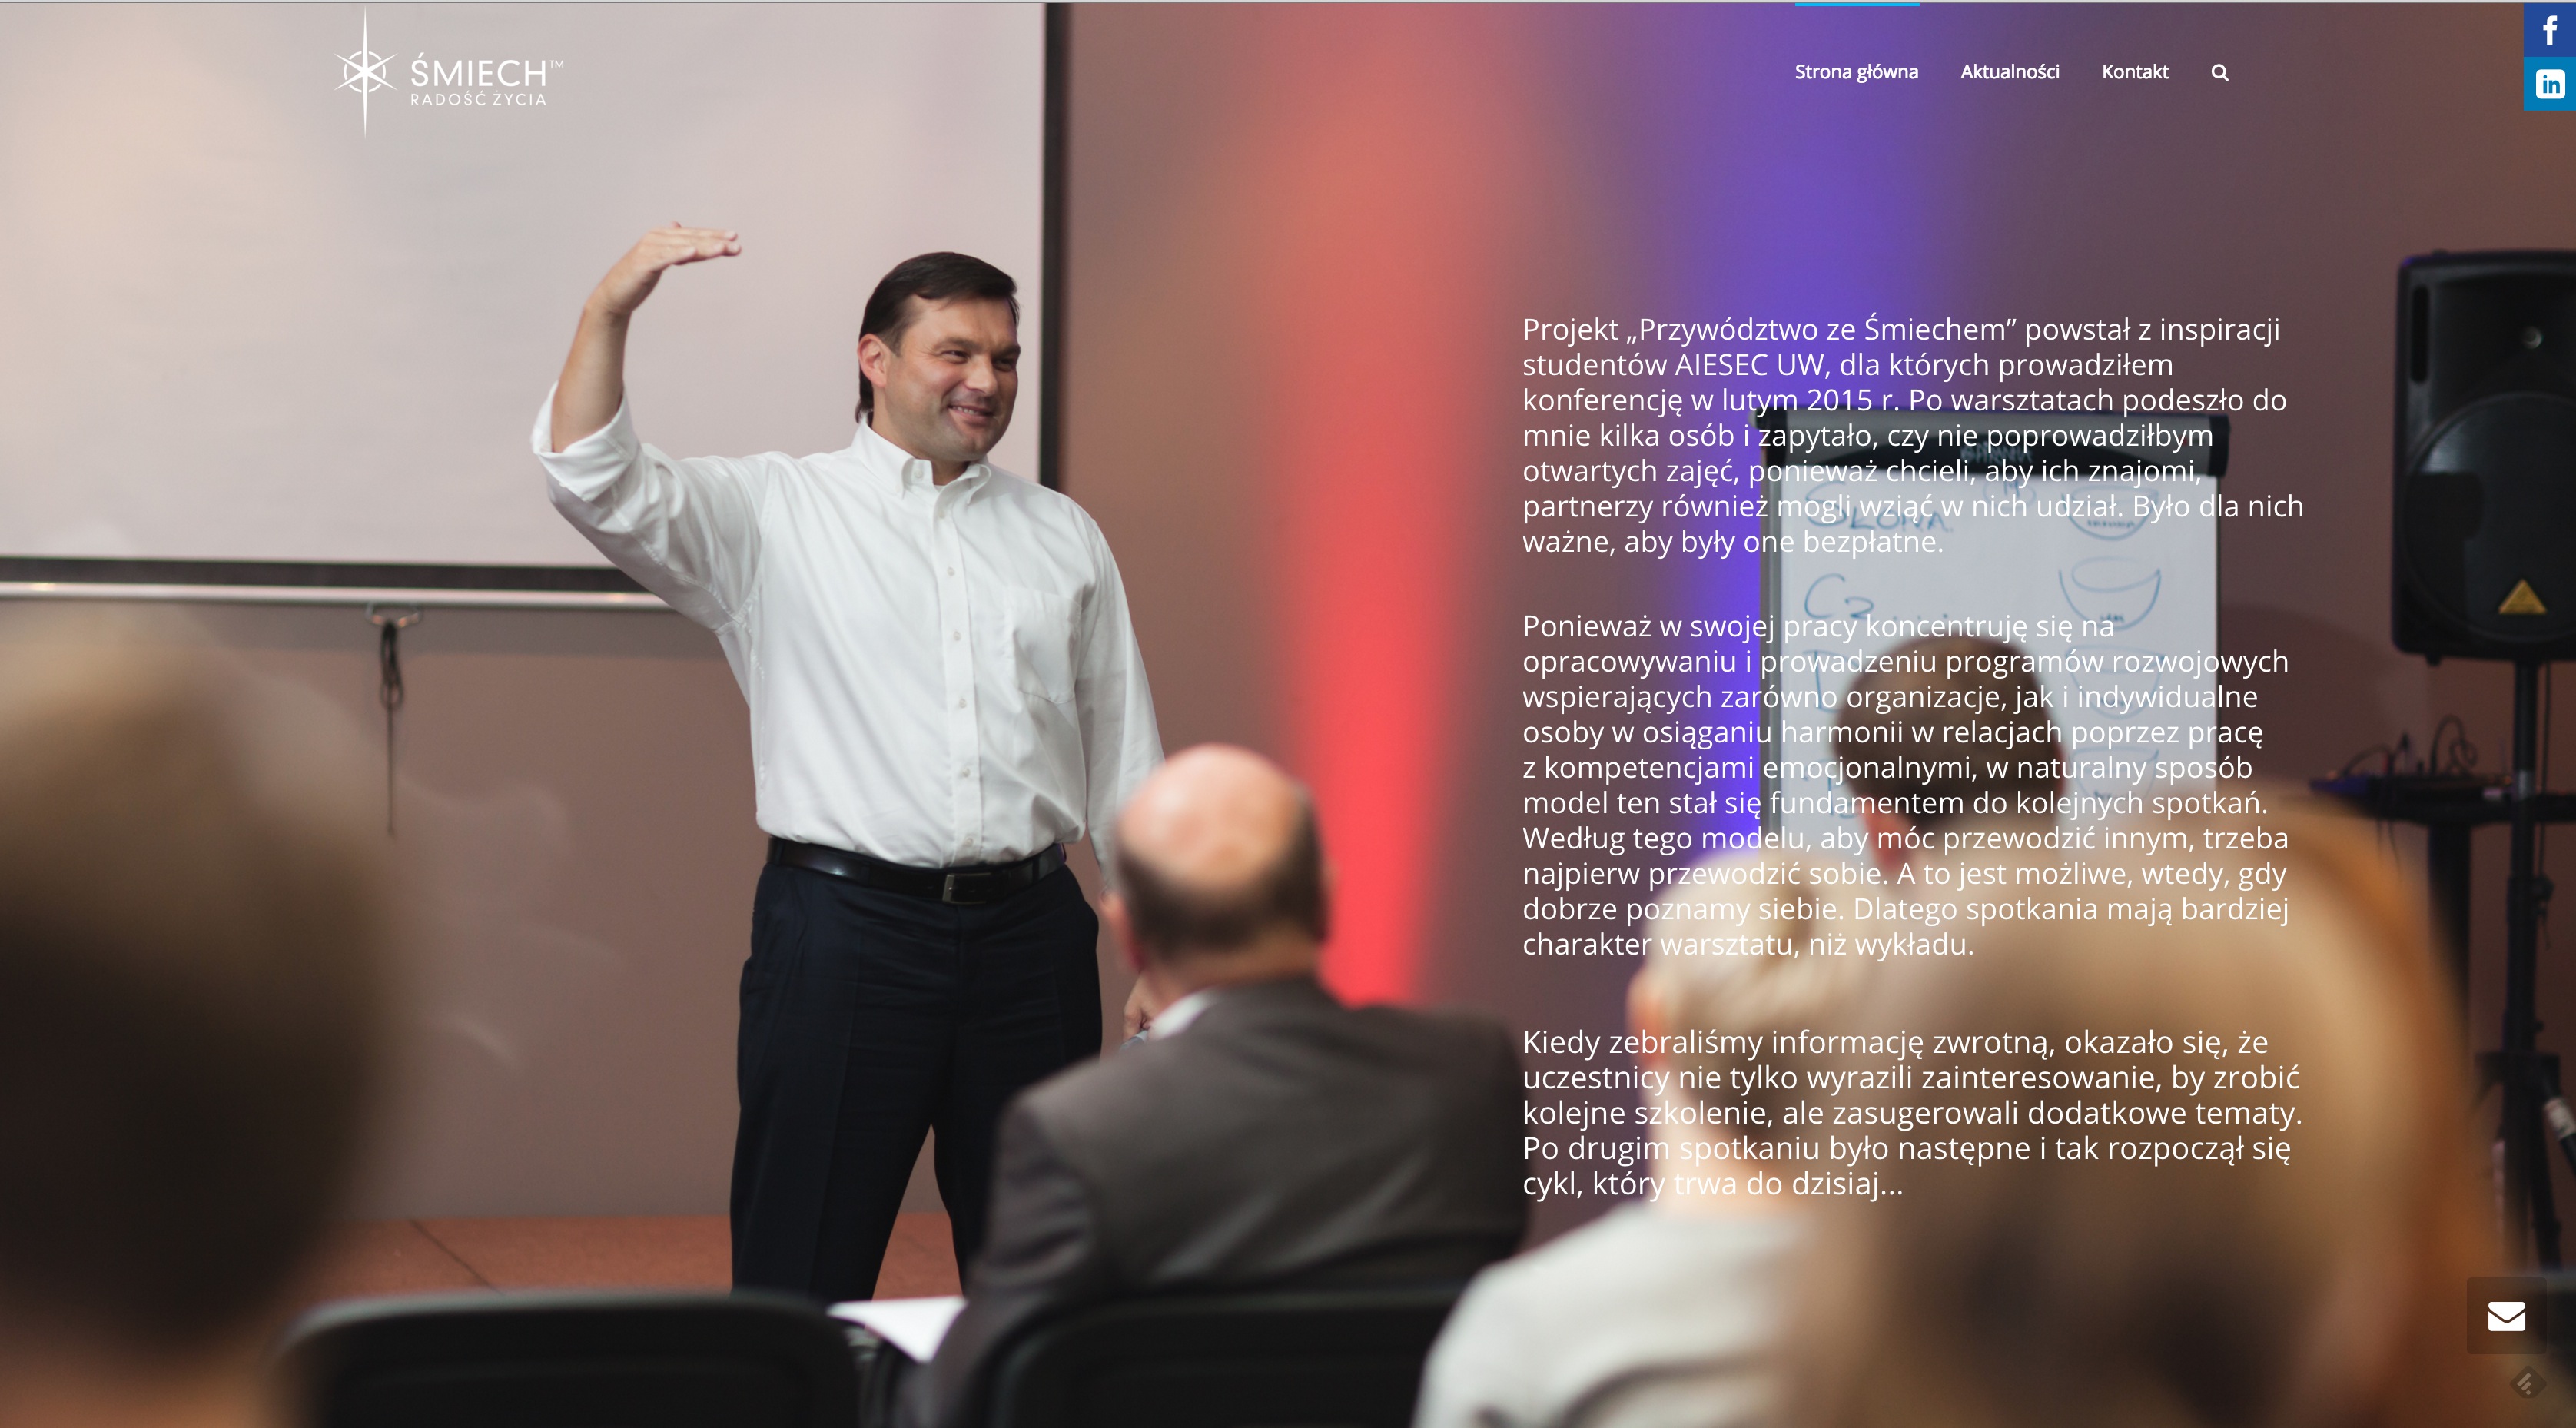 ŚMIECH™
RADOŚĆ ŻYCIA
Strona główna
Aktualności
Kontakt
f
in
Projekt „Przywództwo ze Śmiechem” powstał z inspiracji
studentów AIESEC UW, dla których prowadziłem
konferencję w lutym 2015 r. Po warsztatach podeszło do
mnie kilka osób i zapytało, czy nie poprowadziłbym
otwartych zajęć, ponieważ chcieli, aby ich znajomi,
partnerzy również mogli wziąć w nich udział. Było dla nich
ważne, aby były one bezpłatne.
Ponieważ w swojej pracy koncentruję się na
opracowywaniu i prowadzeniu programów rozwojowych
wspierających zarówno organizacje, jak i indywidualne
osoby w osiąganiu harmonii w relacjach poprzez pracę
z kompetencjami emocjonalnymi, w naturalny sposób
model ten stał się fundamentem do kolejnych spotkań.
Według tego modelu, aby móc przewodzić innym, trzeba
najpierw przewodzić sobie. A to jest możliwe, wtedy, gdy
dobrze poznamy siebie. Dlatego spotkania mają bardziej
charakter warsztatu, niż wykładu.
Kiedy zebraliśmy informację zwrotną, okazało się, że
uczestnicy nie tylko wyrazili zainteresowanie, by zrobić
kolejne szkolenie, ale zasugerowali dodatkowe tematy.
Po drugim spotkaniu było następne i tak rozpoczął się
cykl, który trwa do dzisiaj...